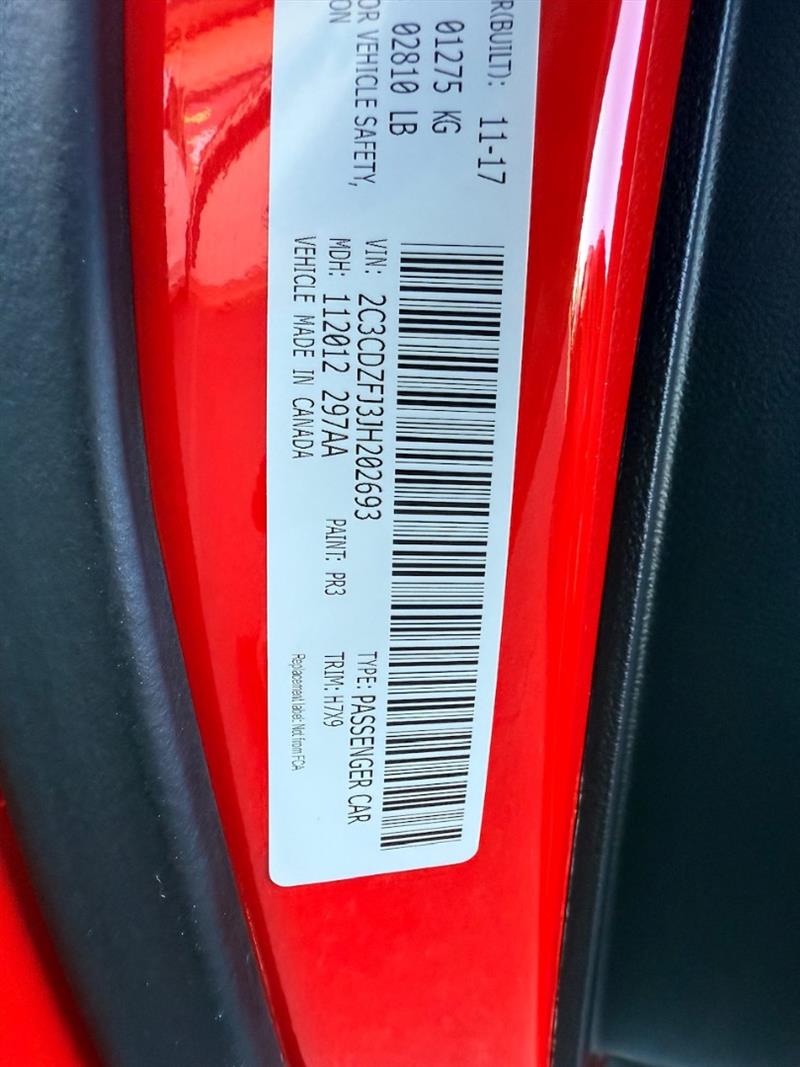 R(BUILT): 11-17
01275 KG
02810 LB
OR VEHICLE SAFETY,
ION
VIN: 2C3CDZFJ3JH202693 TYPE: PASSENGER CAR
MDH: 112012 297AA PAINT: PR3 TRIM: H7X9
VEHICLE MADE IN CANADA Replacement label: Not from FCA